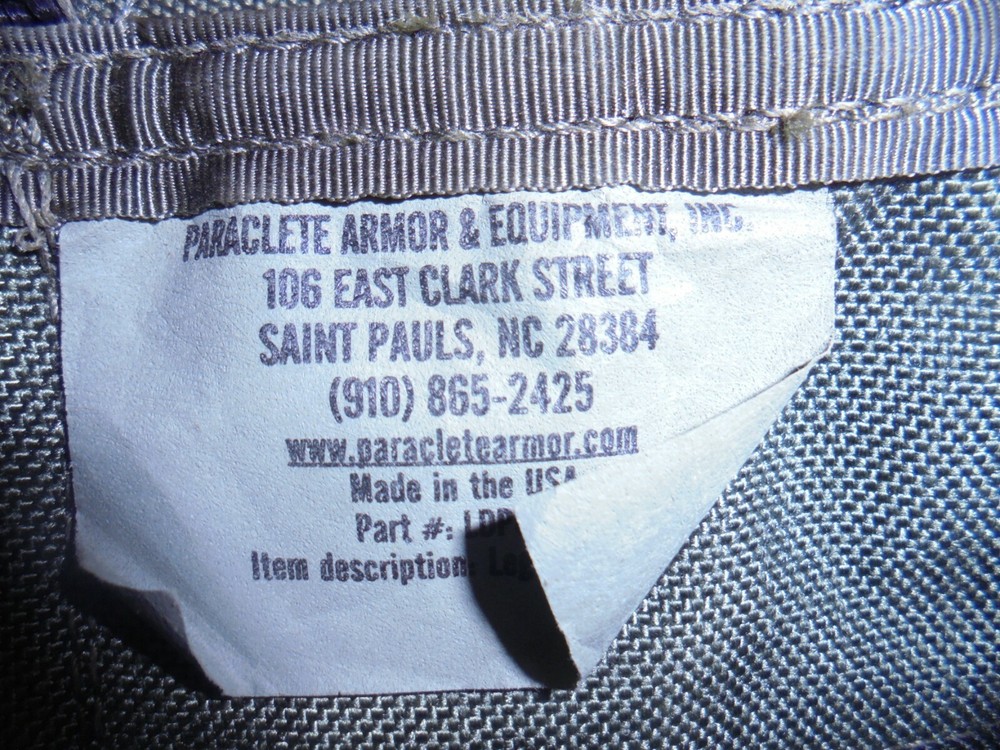 PARACLETE ARMOR & EQUIPMENT, INC.
106 EAST CLARK STREET
SAINT PAULS, NC 28384
(910) 865-2425
www.paracletearmor.com
Made in the USA
Part #:
Item description: